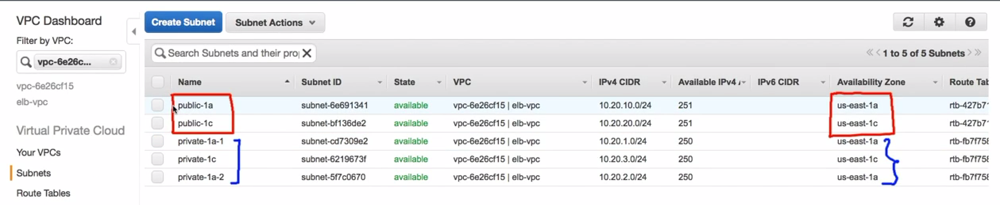 VPC Dashboard
Filter by VPC:
vpc-6e26c...
vpc-6e26cf15
elb-vpc
Virtual Private Cloud
Your VPCs
Subnets
Route Tables
Create Subnet Subnet Actions
Search Subnets and their pro
1 to 5 of 5 Subnets
Name Subnet ID State VPC IPv4 CIDR Available IPv4 IPv6 CIDR Availability Zone Route Tab
public-1a subnet-6e691341 available vpc-6e26cf15 | elb-vpc 10.20.10.0/24 251 us-east-1a rtb-427b7
public-1c subnet-bf136de2 available vpc-6e26cf15 | elb-vpc 10.20.20.0/24 251 us-east-1c rtb-427b7
private-1a-1 subnet-cd7309e2 available vpc-6e26cf15 | elb-vpc 10.20.1.0/24 250 us-east-1a rtb-fb7f758
private-1c subnet-6219673f available vpc-6e26cf15 | elb-vpc 10.20.3.0/24 250 us-east-1c rtb-fb7f758
private-1a-2 subnet-5f7c0670 available vpc-6e26cf15 | elb-vpc 10.20.2.0/24 250 us-east-1a rtb-fb7f758